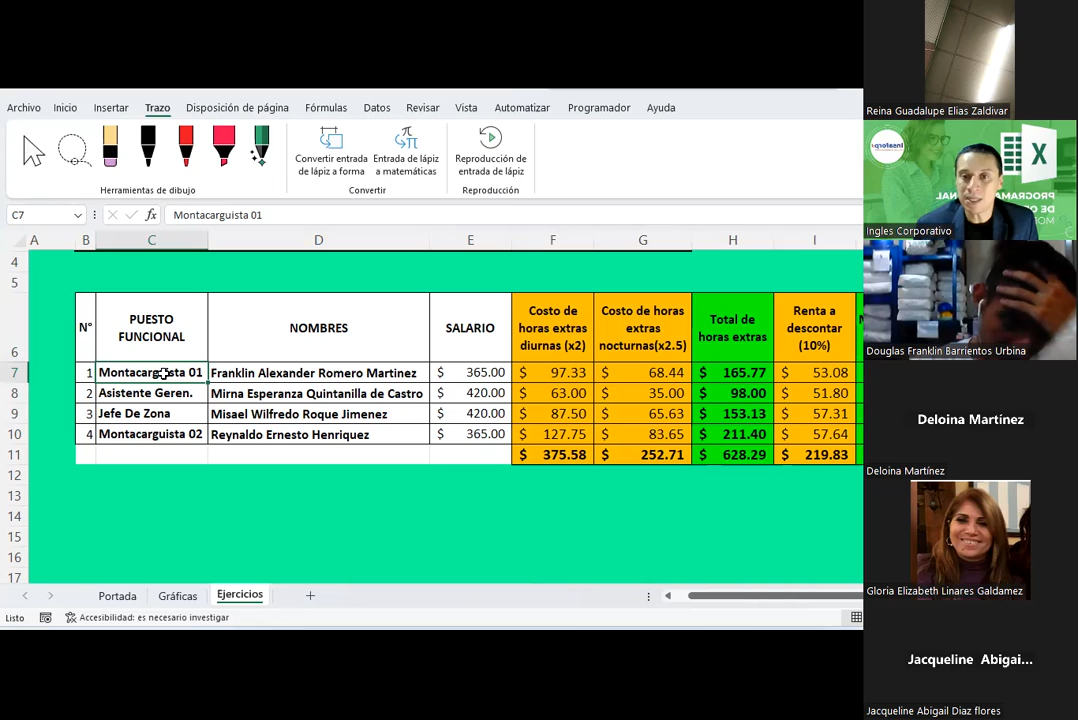 Archivo Inicio Insertar Trazo Disposición de página Fórmulas Datos Revisar Vista Automatizar Programador Ayuda
Convertir entrada de lápiz a forma
Entrada de lápiz a matemáticas
Reproducción de entrada de lápiz
Herramientas de dibujo Convertir Reproducción
C7 fx Montacarguista 01
A B C D E F G H I
4
5
6 N° PUESTO FUNCIONAL NOMBRES SALARIO Costo de horas extras diurnas (x2) Costo de horas extras nocturnas(x2.5) Total de horas extras Renta a descontar (10%)
7 1 Montacarguista 01 Franklin Alexander Romero Martinez $ 365.00 $ 97.33 $ 68.44 $ 165.77 $ 53.08
8 2 Asistente Geren. Mirna Esperanza Quintanilla de Castro $ 420.00 $ 63.00 $ 35.00 $ 98.00 $ 51.80
9 3 Jefe De Zona Misael Wilfredo Roque Jimenez $ 420.00 $ 87.50 $ 65.63 $ 153.13 $ 57.31
10 4 Montacarguista 02 Reynaldo Ernesto Henriquez $ 365.00 $ 127.75 $ 83.65 $ 211.40 $ 57.64
11 $ 375.58 $ 252.71 $ 628.29 $ 219.83
12
13
14
15
16
17
Portada Gráficas Ejercicios
Listo Accesibilidad: es necesario investigar
Reina Guadalupe Elias Zaldivar
Ingles Corporativo
Douglas Franklin Barrientos Urbina
Deloina Martínez
Deloina Martínez
Gloria Elizabeth Linares Galdamez
Jacqueline Abigai...
Jacqueline Abigail Diaz flores